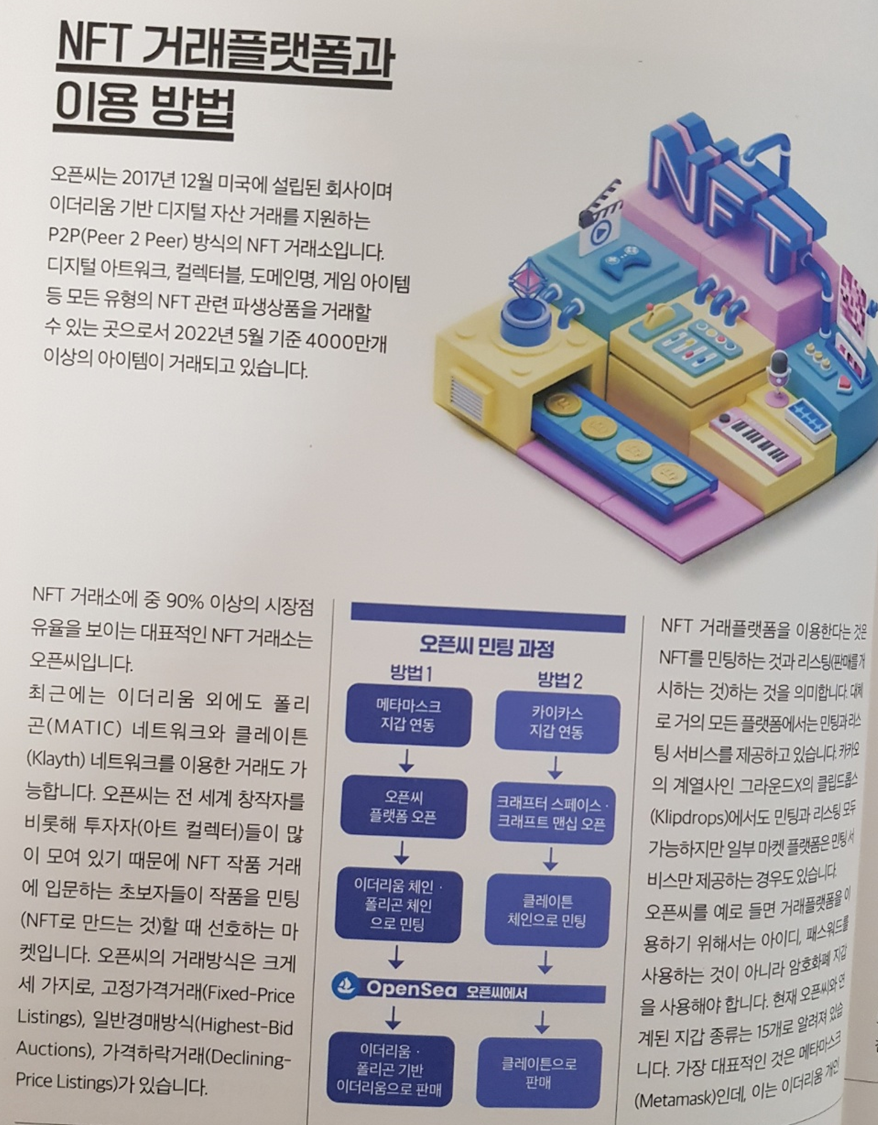 NFT 거래플랫폼과
이용 방법
오픈씨는 2017년 12월 미국에 설립된 회사이며
이더리움 기반 디지털 자산 거래를 지원하는
P2P(Peer 2 Peer) 방식의 NFT 거래소입니다.
디지털 아트워크, 컬렉터블, 도메인명, 게임 아이템
등 모든 유형의 NFT 관련 파생상품을 거래할
수 있는 곳으로서 2022년 5월 기준 4000만개
이상의 아이템이 거래되고 있습니다.
NFT
NFT 거래소에 중 90% 이상의 시장점
유율을 보이는 대표적인 NFT 거래소는
오픈씨입니다.
최근에는 이더리움 외에도 폴리
곤(MATIC) 네트워크와 클레이튼
(Klayth) 네트워크를 이용한 거래도 가
능합니다. 오픈씨는 전 세계 창작자를
비롯해 투자자(아트 컬렉터)들이 많
이 모여 있기 때문에 NFT 작품 거래
에 입문하는 초보자들이 작품을 민팅
(NFT로 만드는 것)할 때 선호하는 마
켓입니다. 오픈씨의 거래방식은 크게
세 가지로, 고정가격거래(Fixed-Price
Listings), 일반경매방식(Highest-Bid
Auctions), 가격하락거래(Declining-
Price Listings)가 있습니다.
오픈씨 민팅 과정
방법 1
메타마스크
지갑 연동
오픈씨
플랫폼 오픈
이더리움 체인 ·
폴리곤 체인
으로 민팅
방법 2
카이카스
지갑 연동
크래프터 스페이스 ·
크래프트 맨십 오픈
클레이튼
체인으로 민팅
OpenSea 오픈씨에서
이더리움 ·
폴리곤 기반
이더리움으로 판매
클레이튼으로
판매
NFT 거래플랫폼을 이용한다는 것은
NFT를 민팅하는 것과 리스팅(판매를 게
시하는 것)하는 것을 의미합니다. 대체
로 거의 모든 플랫폼에서는 민팅과 리스
팅 서비스를 제공하고 있습니다. 카카오
의 계열사인 그라운드X의 클립드롭스
(Klipdrops)에서도 민팅과 리스팅 모두
가능하지만 일부 마켓 플랫폼은 민팅 서
비스만 제공하는 경우도 있습니다.
오픈씨를 예로 들면 거래플랫폼을 이
용하기 위해서는 아이디, 패스워드를
사용하는 것이 아니라 암호화폐 지갑
을 사용해야 합니다. 현재 오픈씨와 연
계된 지갑 종류는 15개로 알려져 있습
니다. 가장 대표적인 것은 메타마스크
(Metamask)인데, 이는 이더리움 개인